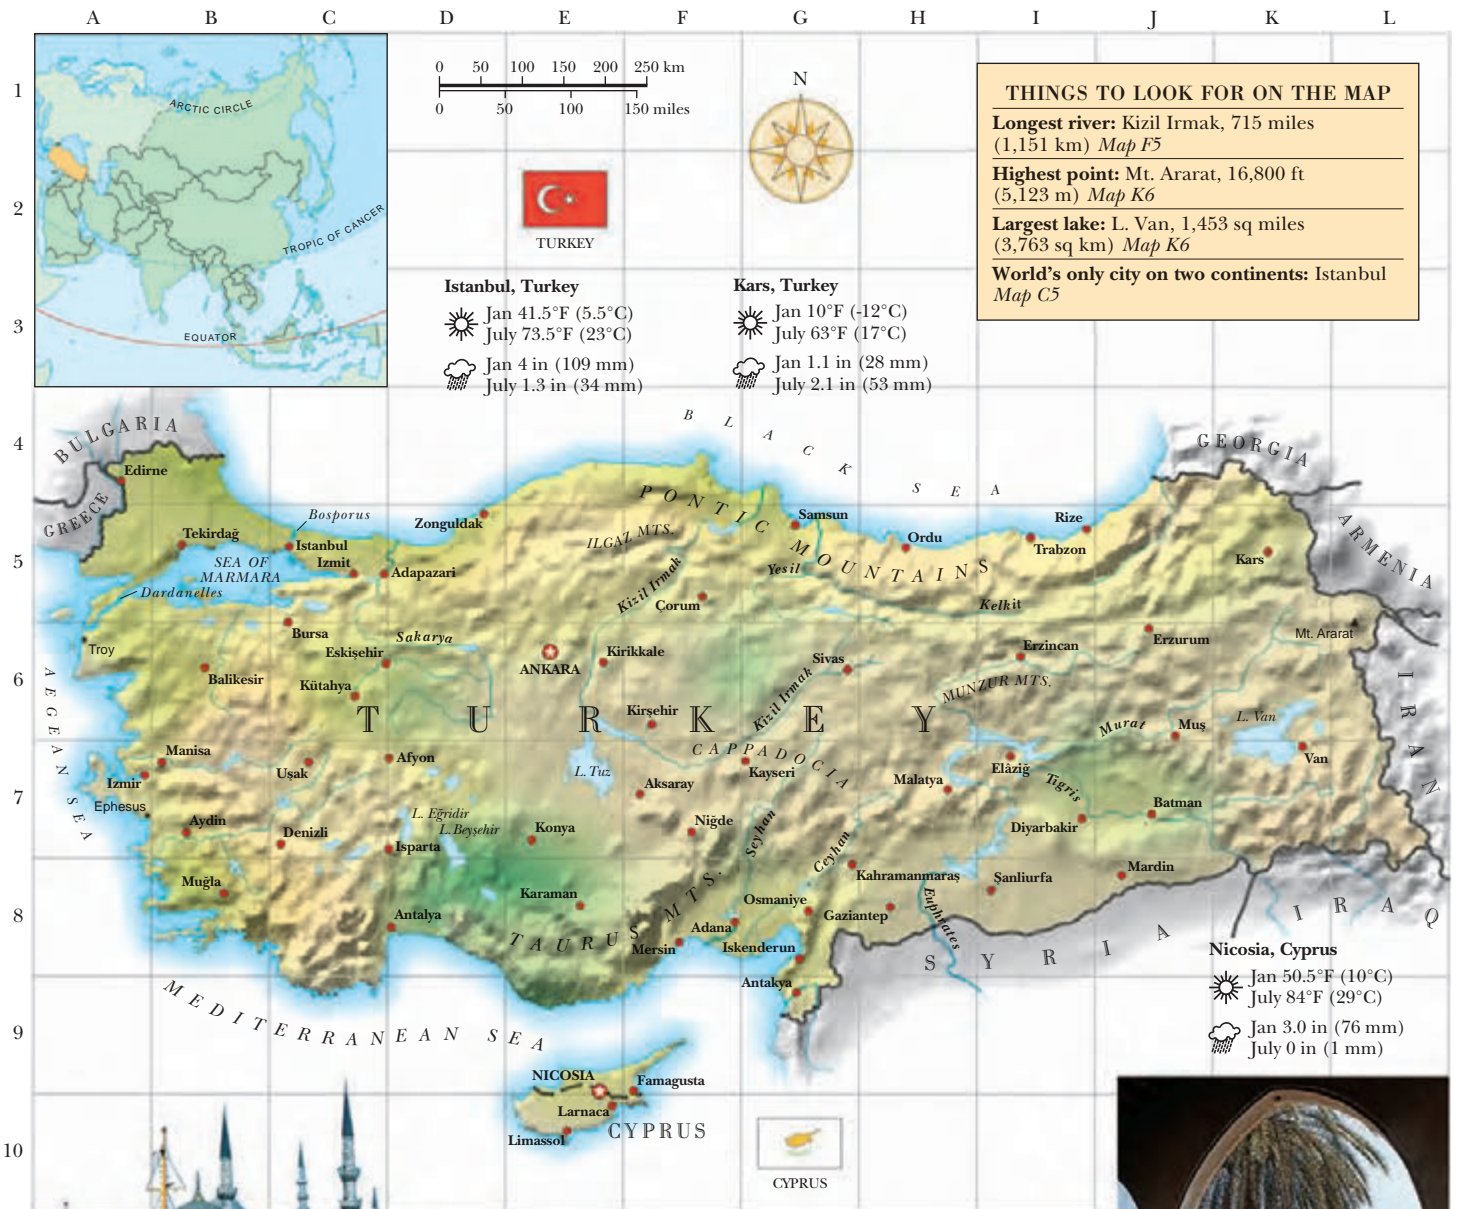 A B C D E F G H I J K L
1
2
3
4
5
6
7
8
9
10
ARCTIC CIRCLE
TROPIC OF CANCER
EQUATOR
0 50 100 150 200 250 km
0 50 100 150 miles
N
TURKEY
THINGS TO LOOK FOR ON THE MAP
Longest river: Kizil Irmak, 715 miles
(1,151 km) Map F5
Highest point: Mt. Ararat, 16,800 ft
(5,123 m) Map K6
Largest lake: L. Van, 1,453 sq miles
(3,763 sq km) Map K6
World's only city on two continents: Istanbul
Map C5
Istanbul, Turkey
Jan 41.5°F (5.5°C)
July 73.5°F (23°C)
Jan 4 in (109 mm)
July 1.3 in (34 mm)
Kars, Turkey
Jan 10°F (-12°C)
July 63°F (17°C)
Jan 1.1 in (28 mm)
July 2.1 in (53 mm)
BULGARIA
GREECE
GEORGIA
ARMENIA
IRAN
IRAQ
SYRIA
BLACK SEA
AEGEAN SEA
MEDITERRANEAN SEA
SEA OF
MARMARA
Bosporus
Dardanelles
TURKEY
Edirne
Tekirdağ
Istanbul
Izmit
Adapazari
Zonguldak
ILGAZ MTS.
PONTIC MOUNTAINS
Samsun
Ordu
Rize
Trabzon
Kars
Kizil Irmak
Yesil
Çorum
Kelkit
Troy
Bursa
Eskişehir
Sakarya
ANKARA
Kirikkale
Sivas
Erzincan
Erzurum
Mt. Ararat
Balikesir
Kütahya
Kirşehir
Kizil Irmak
MUNZUR MTS.
Murat
Muş
L. Van
Van
Manisa
Izmir
Uşak
Afyon
L. Tuz
CAPPADOCIA
Kayseri
Aksaray
Malatya
Elâziğ
Tigris
Ephesus
Aydin
Denizli
L. Eğridir
L. Beyşehir
Isparta
Konya
Niğde
Seyhan
Ceyhan
Diyarbakir
Batman
Muğla
Antalya
Karaman
TAURUS MTS.
Mersin
Adana
Osmaniye
Iskenderun
Antakya
Kahramanmaraş
Gaziantep
Euphrates
Şanliurfa
Mardin
Nicosia, Cyprus
Jan 50.5°F (10°C)
July 84°F (29°C)
Jan 3.0 in (76 mm)
July 0 in (1 mm)
NICOSIA
Famagusta
Larnaca
Limassol
CYPRUS
CYPRUS